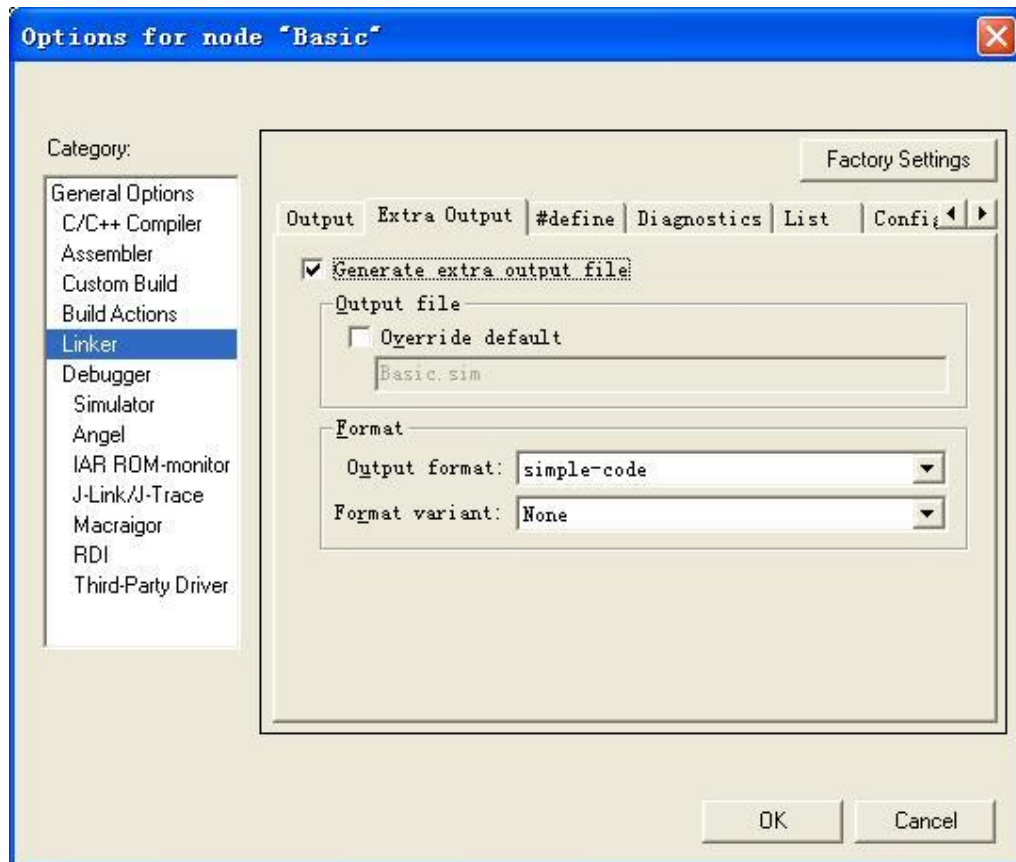 Options for node "Basic"
Category:
Factory Settings
General Options
C/C++ Compiler
Assembler
Custom Build
Build Actions
Linker
Debugger
Simulator
Angel
IAR ROM-monitor
J-Link/J-Trace
Macraigor
RDI
Third-Party Driver
Output Extra Output #define Diagnostics List
Generate extra output file
Output file
Override default
Basic.sim
Format
Output format: simple-code
Format variant: None
OK Cancel